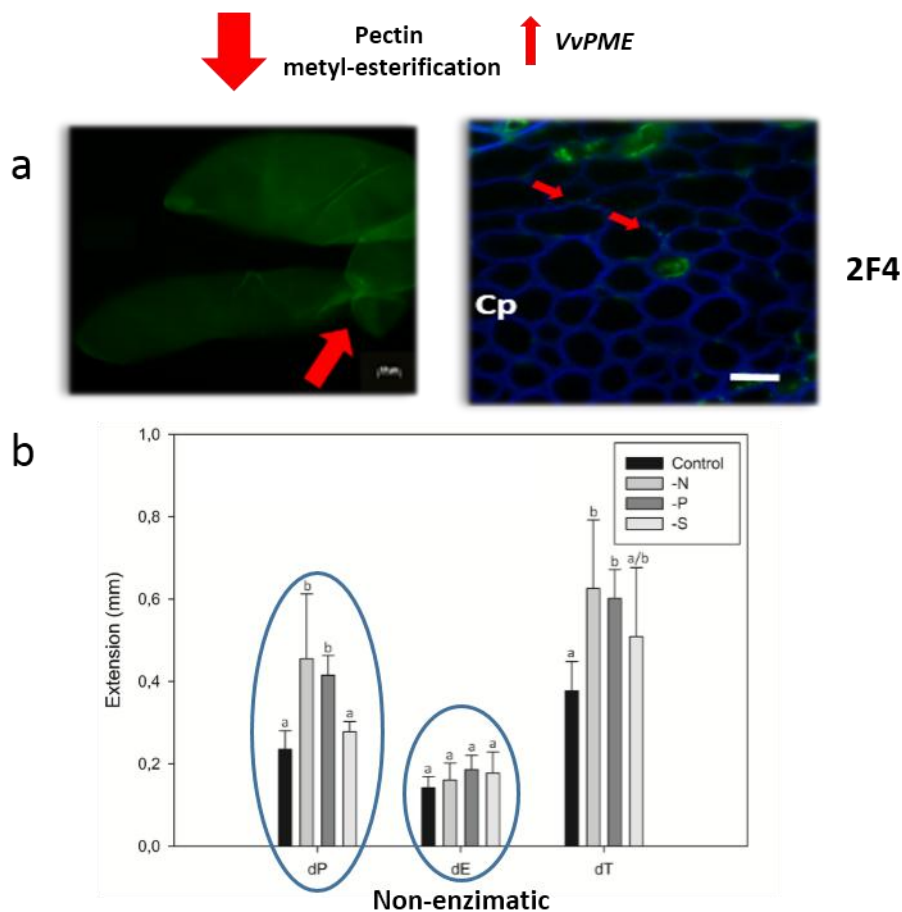 Pectin
metyl-esterification
VvPME
a
Cp
2F4
b
1,0
0,8
0,6
0,4
0,2
0,0
Extension (mm)
Control
-N
-P
-S
a b b a
a a a a
a b b a/b
dP dE dT
Non-enzimatic